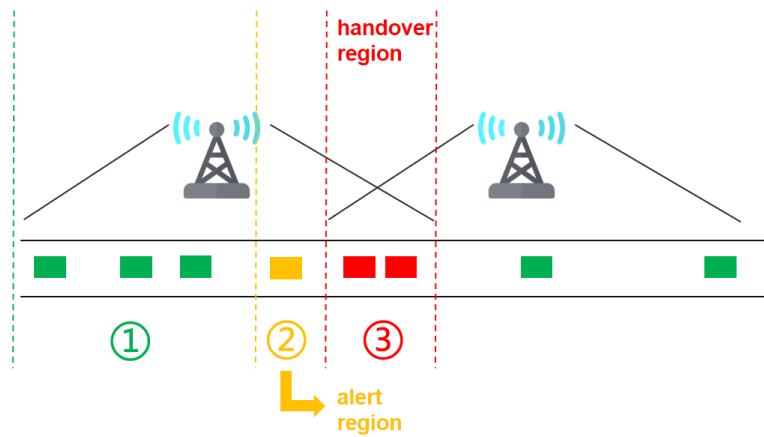 handover
region
① ② ③
alert
region